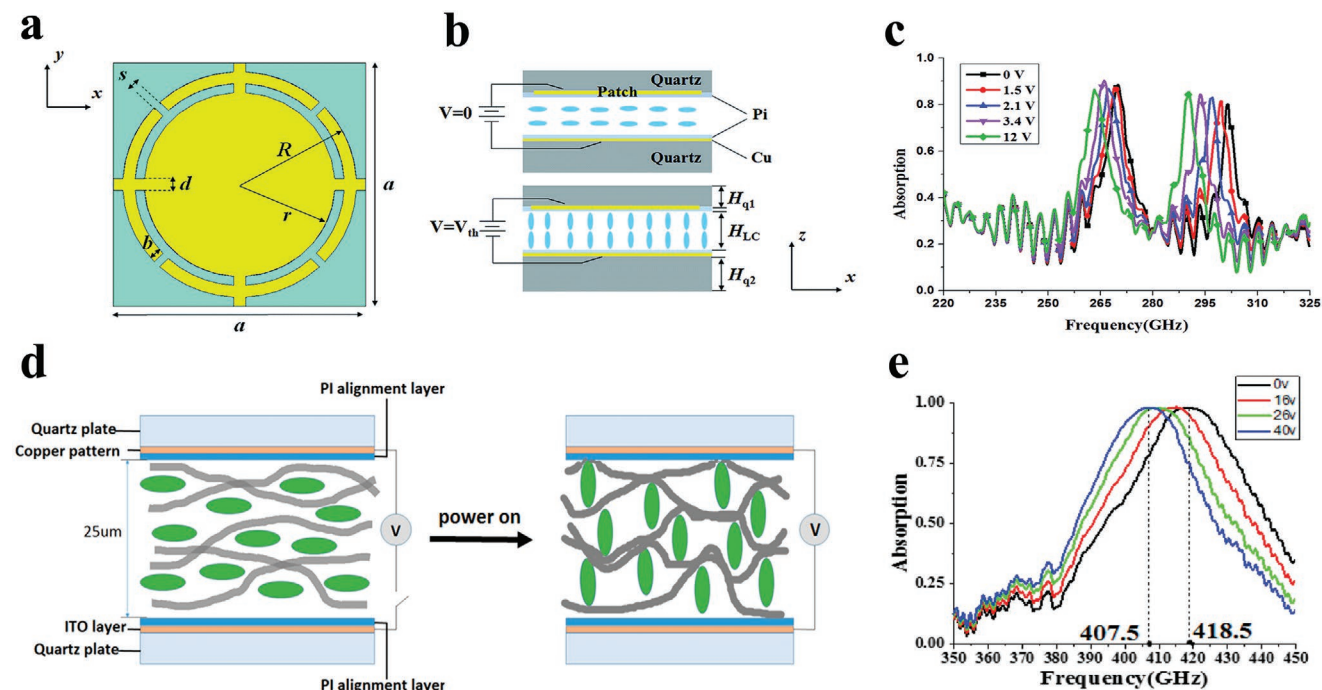 a
y
x
s
R
d
r
b
a
a
b
Quartz
Patch
V=0
Pi
Cu
Quartz
Hq1
V=Vth
HLC
Hq2
z
x
c
Absorption
1.0
0.8
0.6
0.4
0.2
0.0
0 V
1.5 V
2.1 V
3.4 V
12 V
220 235 250 265 280 295 310 325
Frequency(GHz)
d
PI alignment layer
Quartz plate
Copper pattern
25um
V
power on
V
ITO layer
Quartz plate
PI alignment layer
e
Absorption
1.00
0.75
0.50
0.25
0.00
0v
16v
26v
40v
407.5 418.5
350 360 370 380 390 400 410 420 430 440 450
Frequency(GHz)